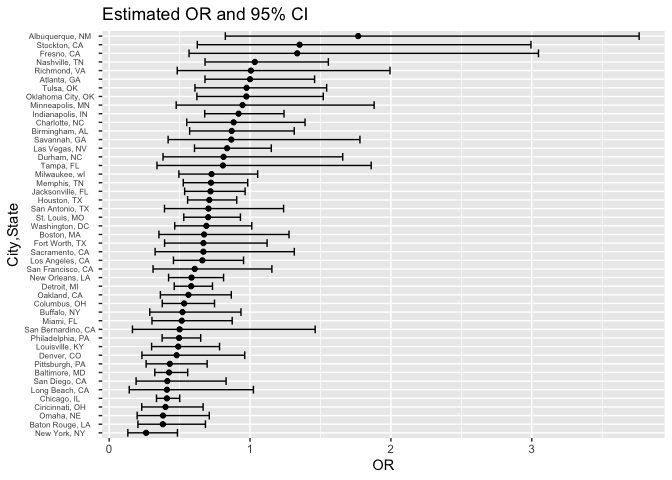 Estimated OR and 95% CI
City,State
Albuquerque, NM
Stockton, CA
Fresno, CA
Nashville, TN
Richmond, VA
Atlanta, GA
Tulsa, OK
Oklahoma City, OK
Minneapolis, MN
Indianapolis, IN
Charlotte, NC
Birmingham, AL
Savannah, GA
Las Vegas, NV
Durham, NC
Tampa, FL
Milwaukee, wI
Memphis, TN
Jacksonville, FL
Houston, TX
San Antonio, TX
St. Louis, MO
Washington, DC
Boston, MA
Fort Worth, TX
Sacramento, CA
Los Angeles, CA
San Francisco, CA
New Orleans, LA
Detroit, MI
Oakland, CA
Columbus, OH
Buffalo, NY
Miami, FL
San Bernardino, CA
Philadelphia, PA
Louisville, KY
Denver, CO
Pittsburgh, PA
Baltimore, MD
San Diego, CA
Long Beach, CA
Chicago, IL
Cincinnati, OH
Omaha, NE
Baton Rouge, LA
New York, NY
0 1 2 3
OR